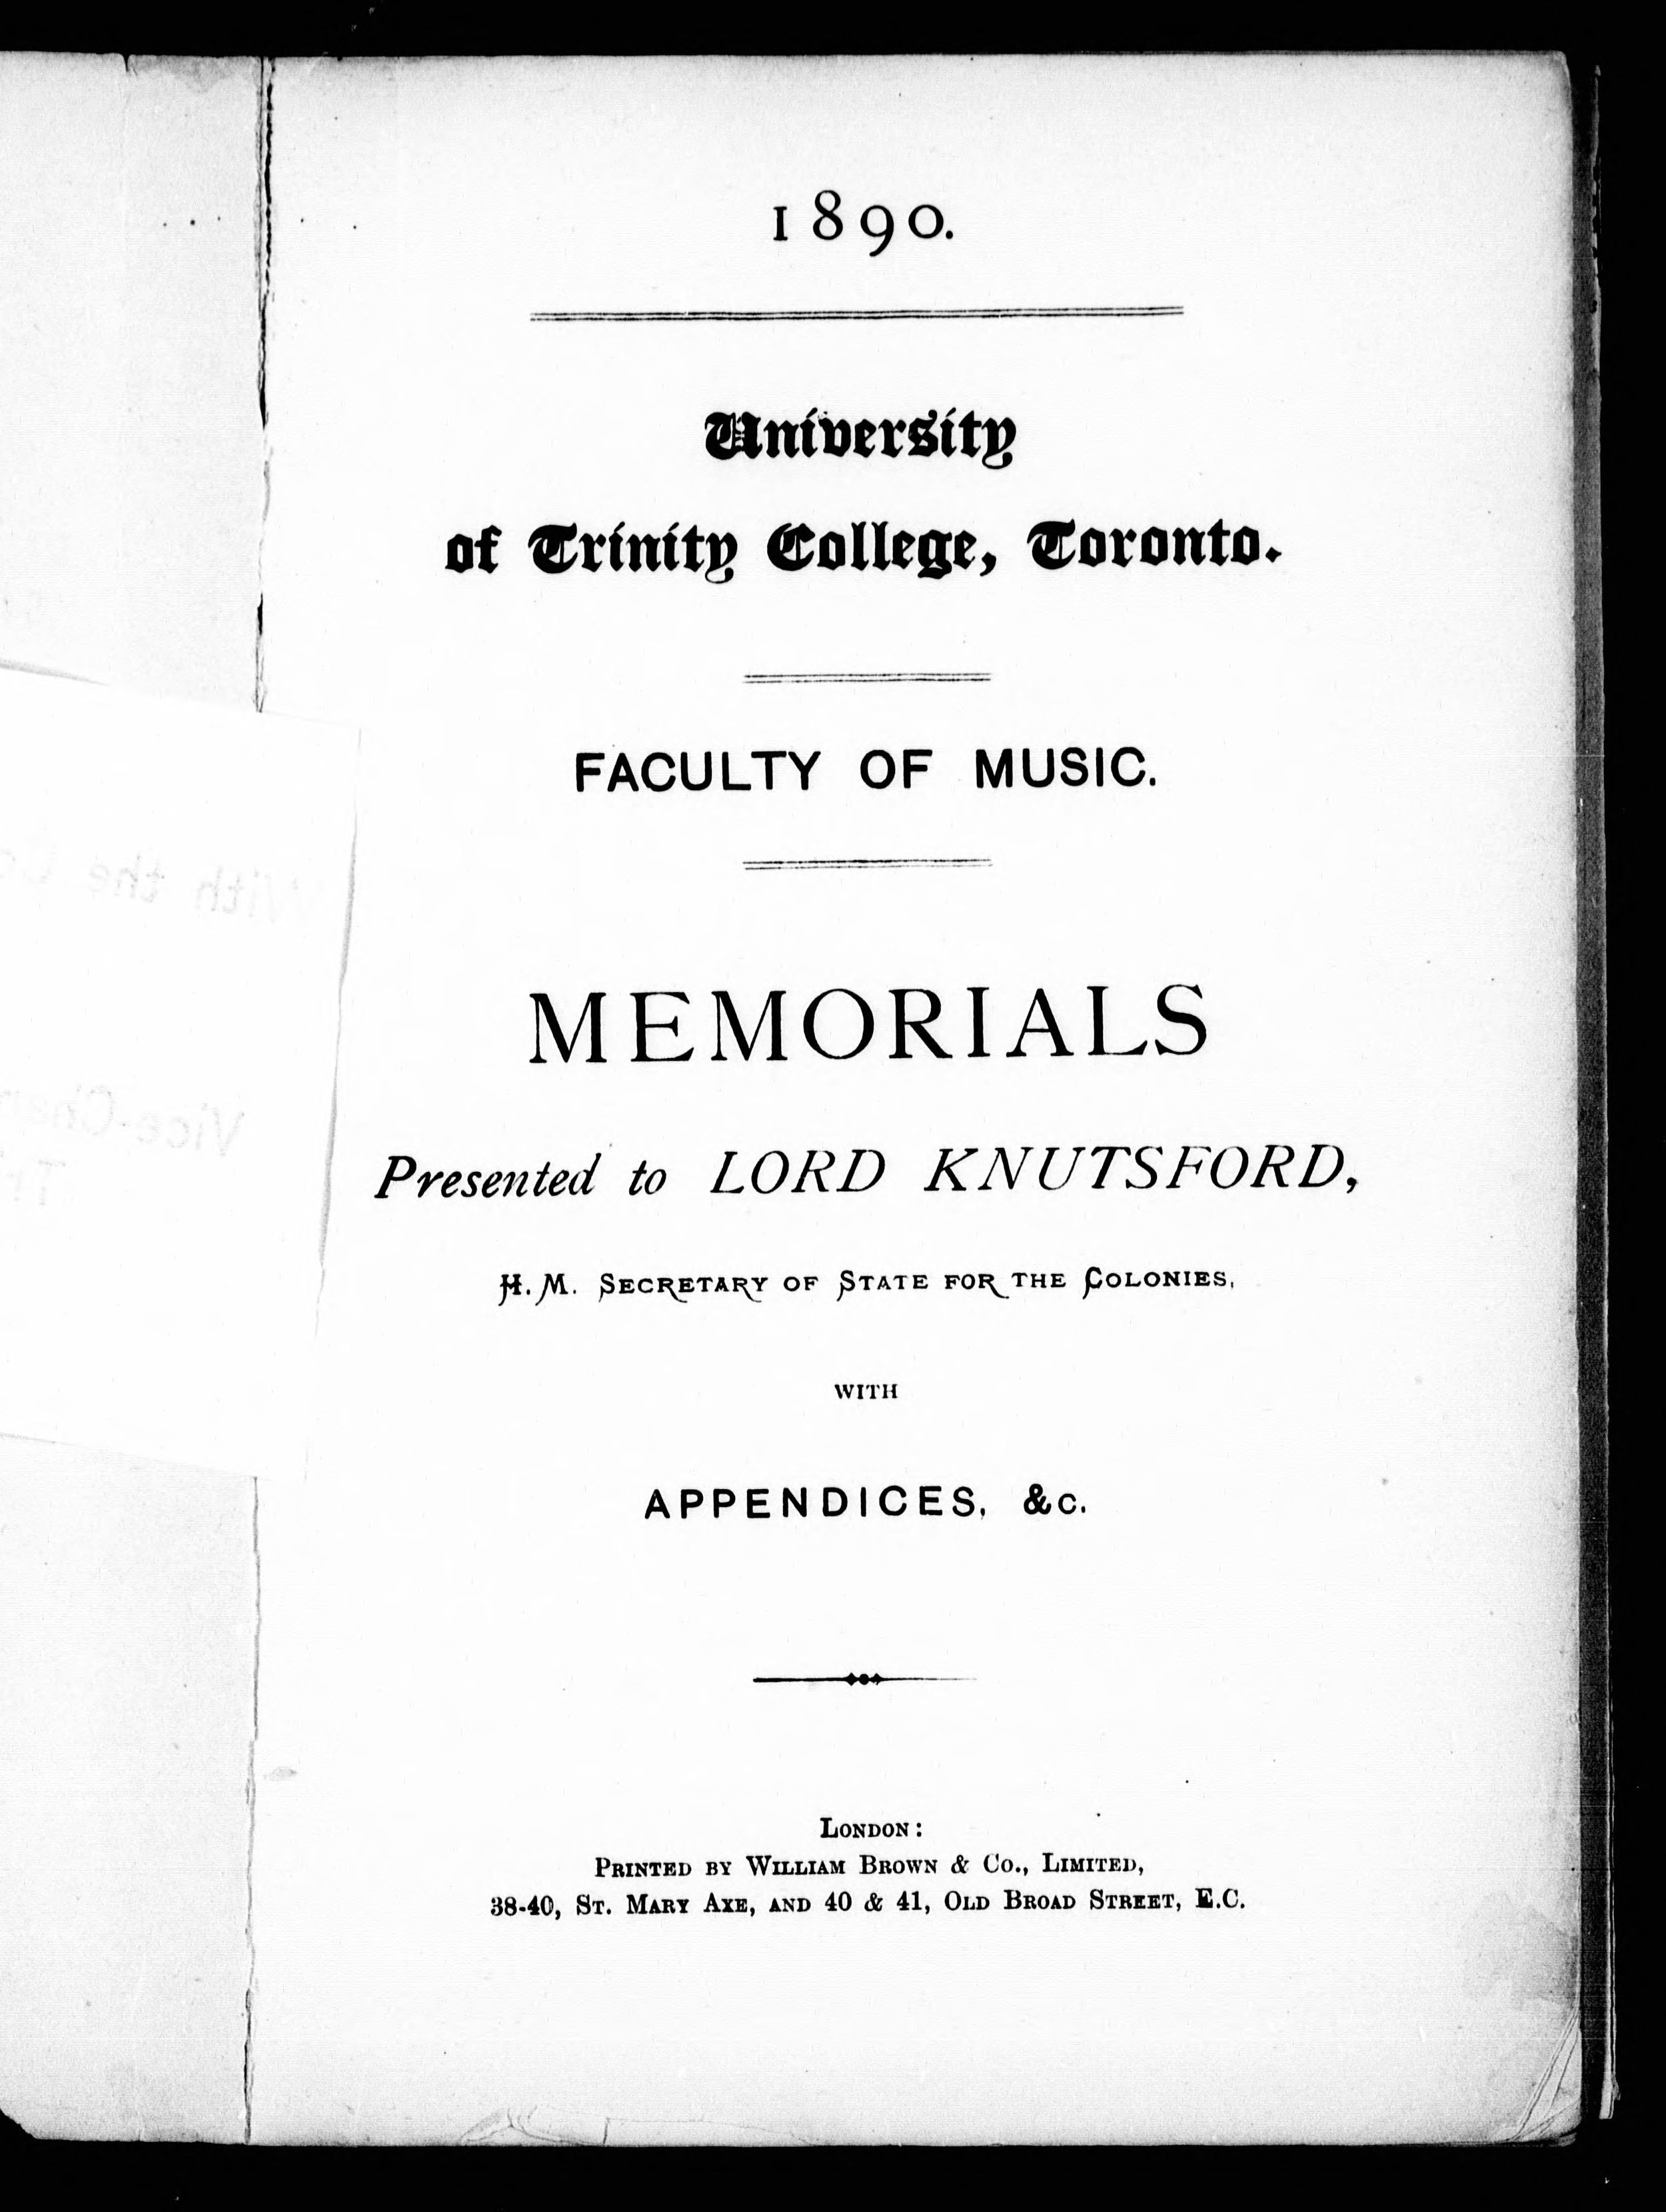 1890.
University
of Trinity College, Toronto.
FACULTY OF MUSIC.
MEMORIALS
Presented to LORD KNUTSFORD,
H. M. SECRETARY OF STATE FOR THE COLONIES,
WITH
APPENDICES, &c.
LONDON:
PRINTED BY WILLIAM BROWN & CO., LIMITED,
38-40, ST. MARY AXE, AND 40 & 41, OLD BROAD STREET, E.C.
With the